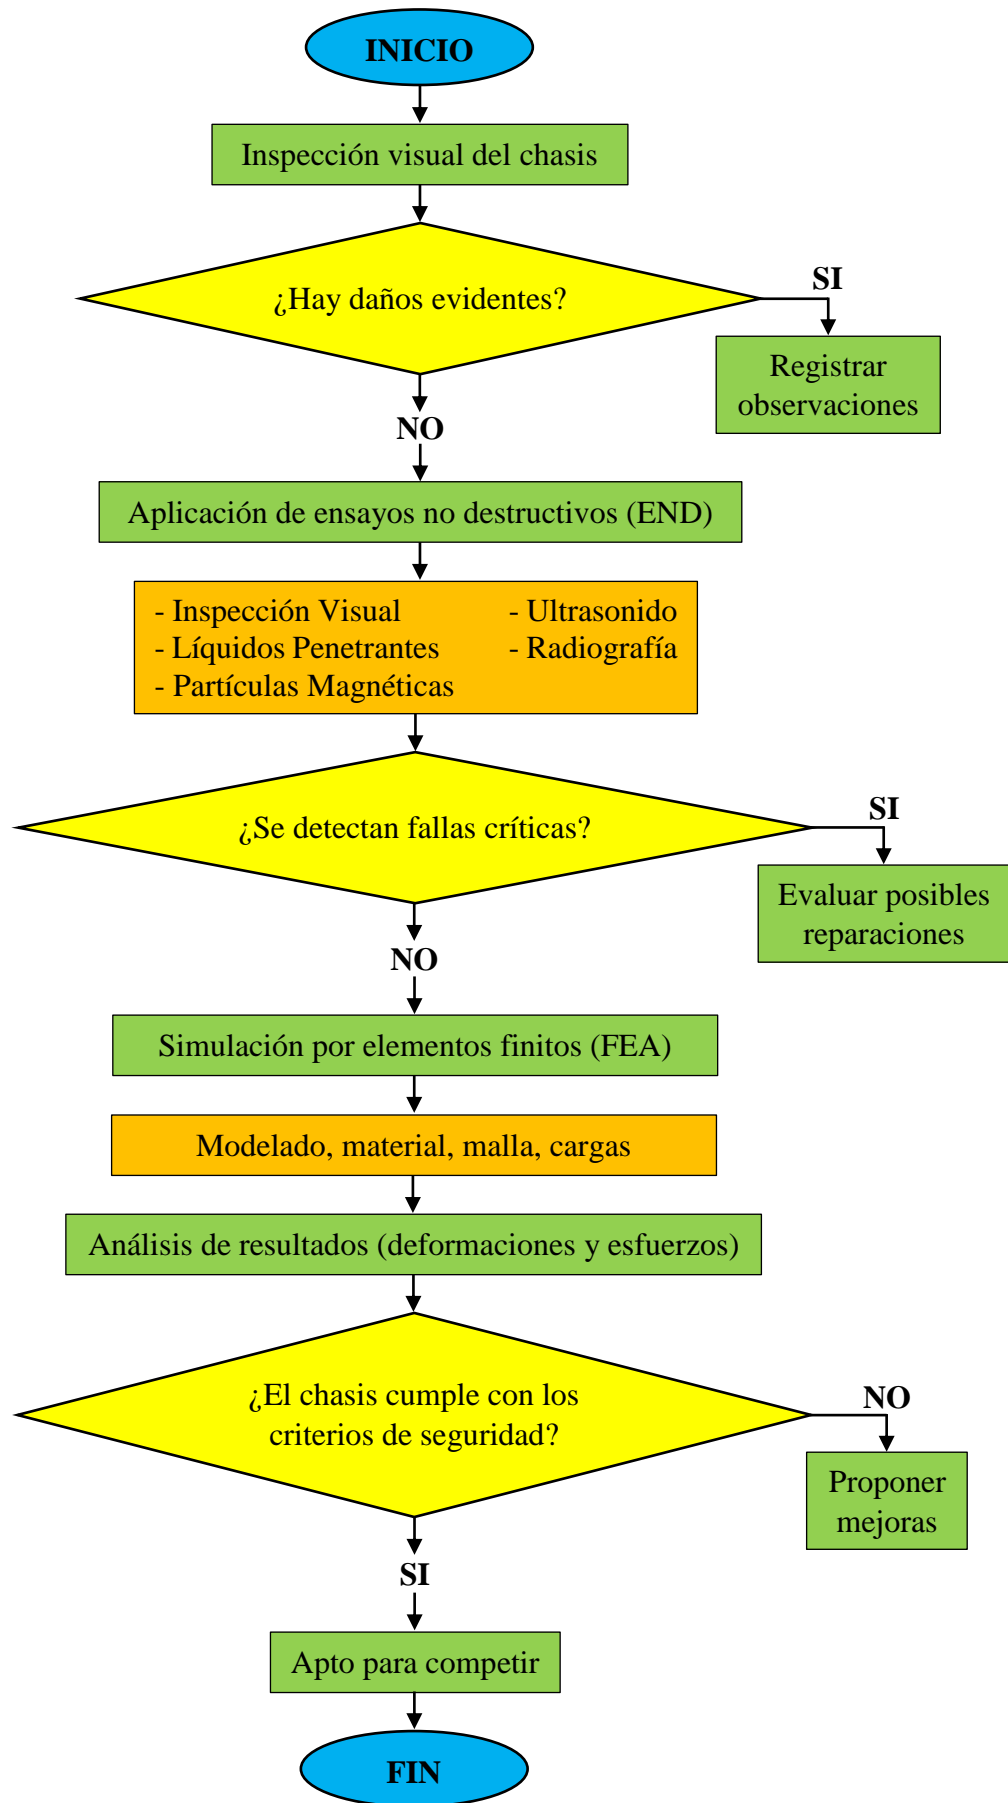 INICIO
Inspección visual del chasis
¿Hay daños evidentes?
SI
Registrar
observaciones
NO
Aplicación de ensayos no destructivos (END)
- Inspección Visual - Ultrasonido
- Líquidos Penetrantes - Radiografía
- Partículas Magnéticas
¿Se detectan fallas críticas?
SI
Evaluar posibles
reparaciones
NO
Simulación por elementos finitos (FEA)
Modelado, material, malla, cargas
Análisis de resultados (deformaciones y esfuerzos)
¿El chasis cumple con los
criterios de seguridad?
NO
Proponer
mejoras
SI
Apto para competir
FIN